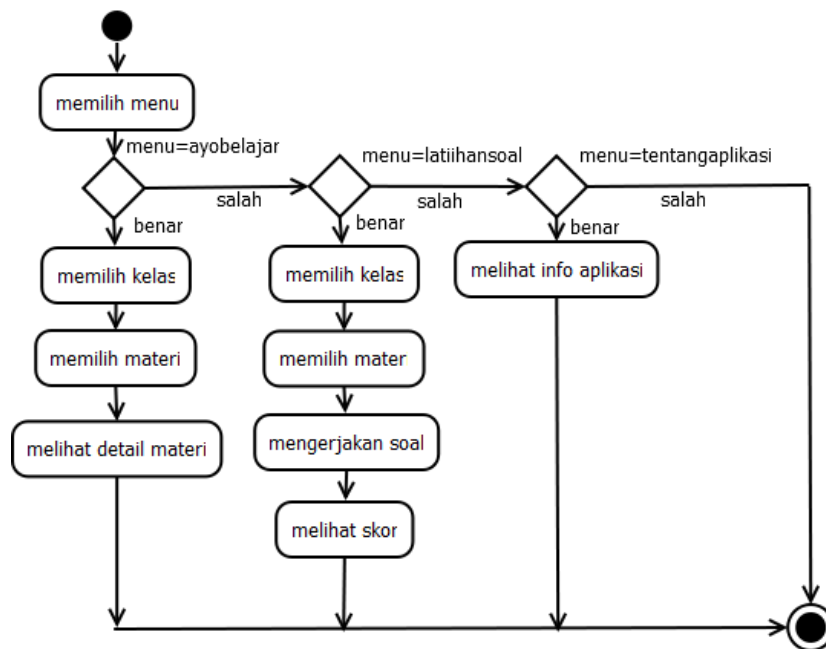 memilih menu
menu=ayobelajar
menu=latiihansoal
menu=tentangaplikasi
salah
salah
salah
benar
benar
benar
memilih kelas
memilih kelas
melihat info aplikasi
memilih materi
memilih mater
melihat detail materi
mengerjakan soal
melihat skor